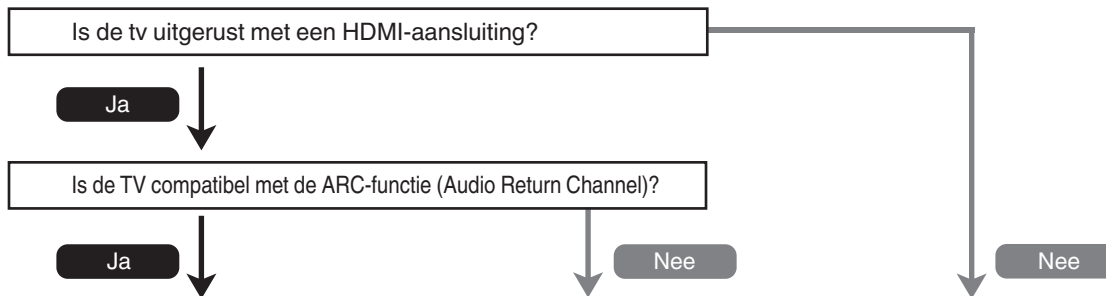 Is de tv uitgerust met een HDMI-aansluiting?
Ja
Is de TV compatibel met de ARC-functie (Audio Return Channel)?
Ja
Nee
Nee